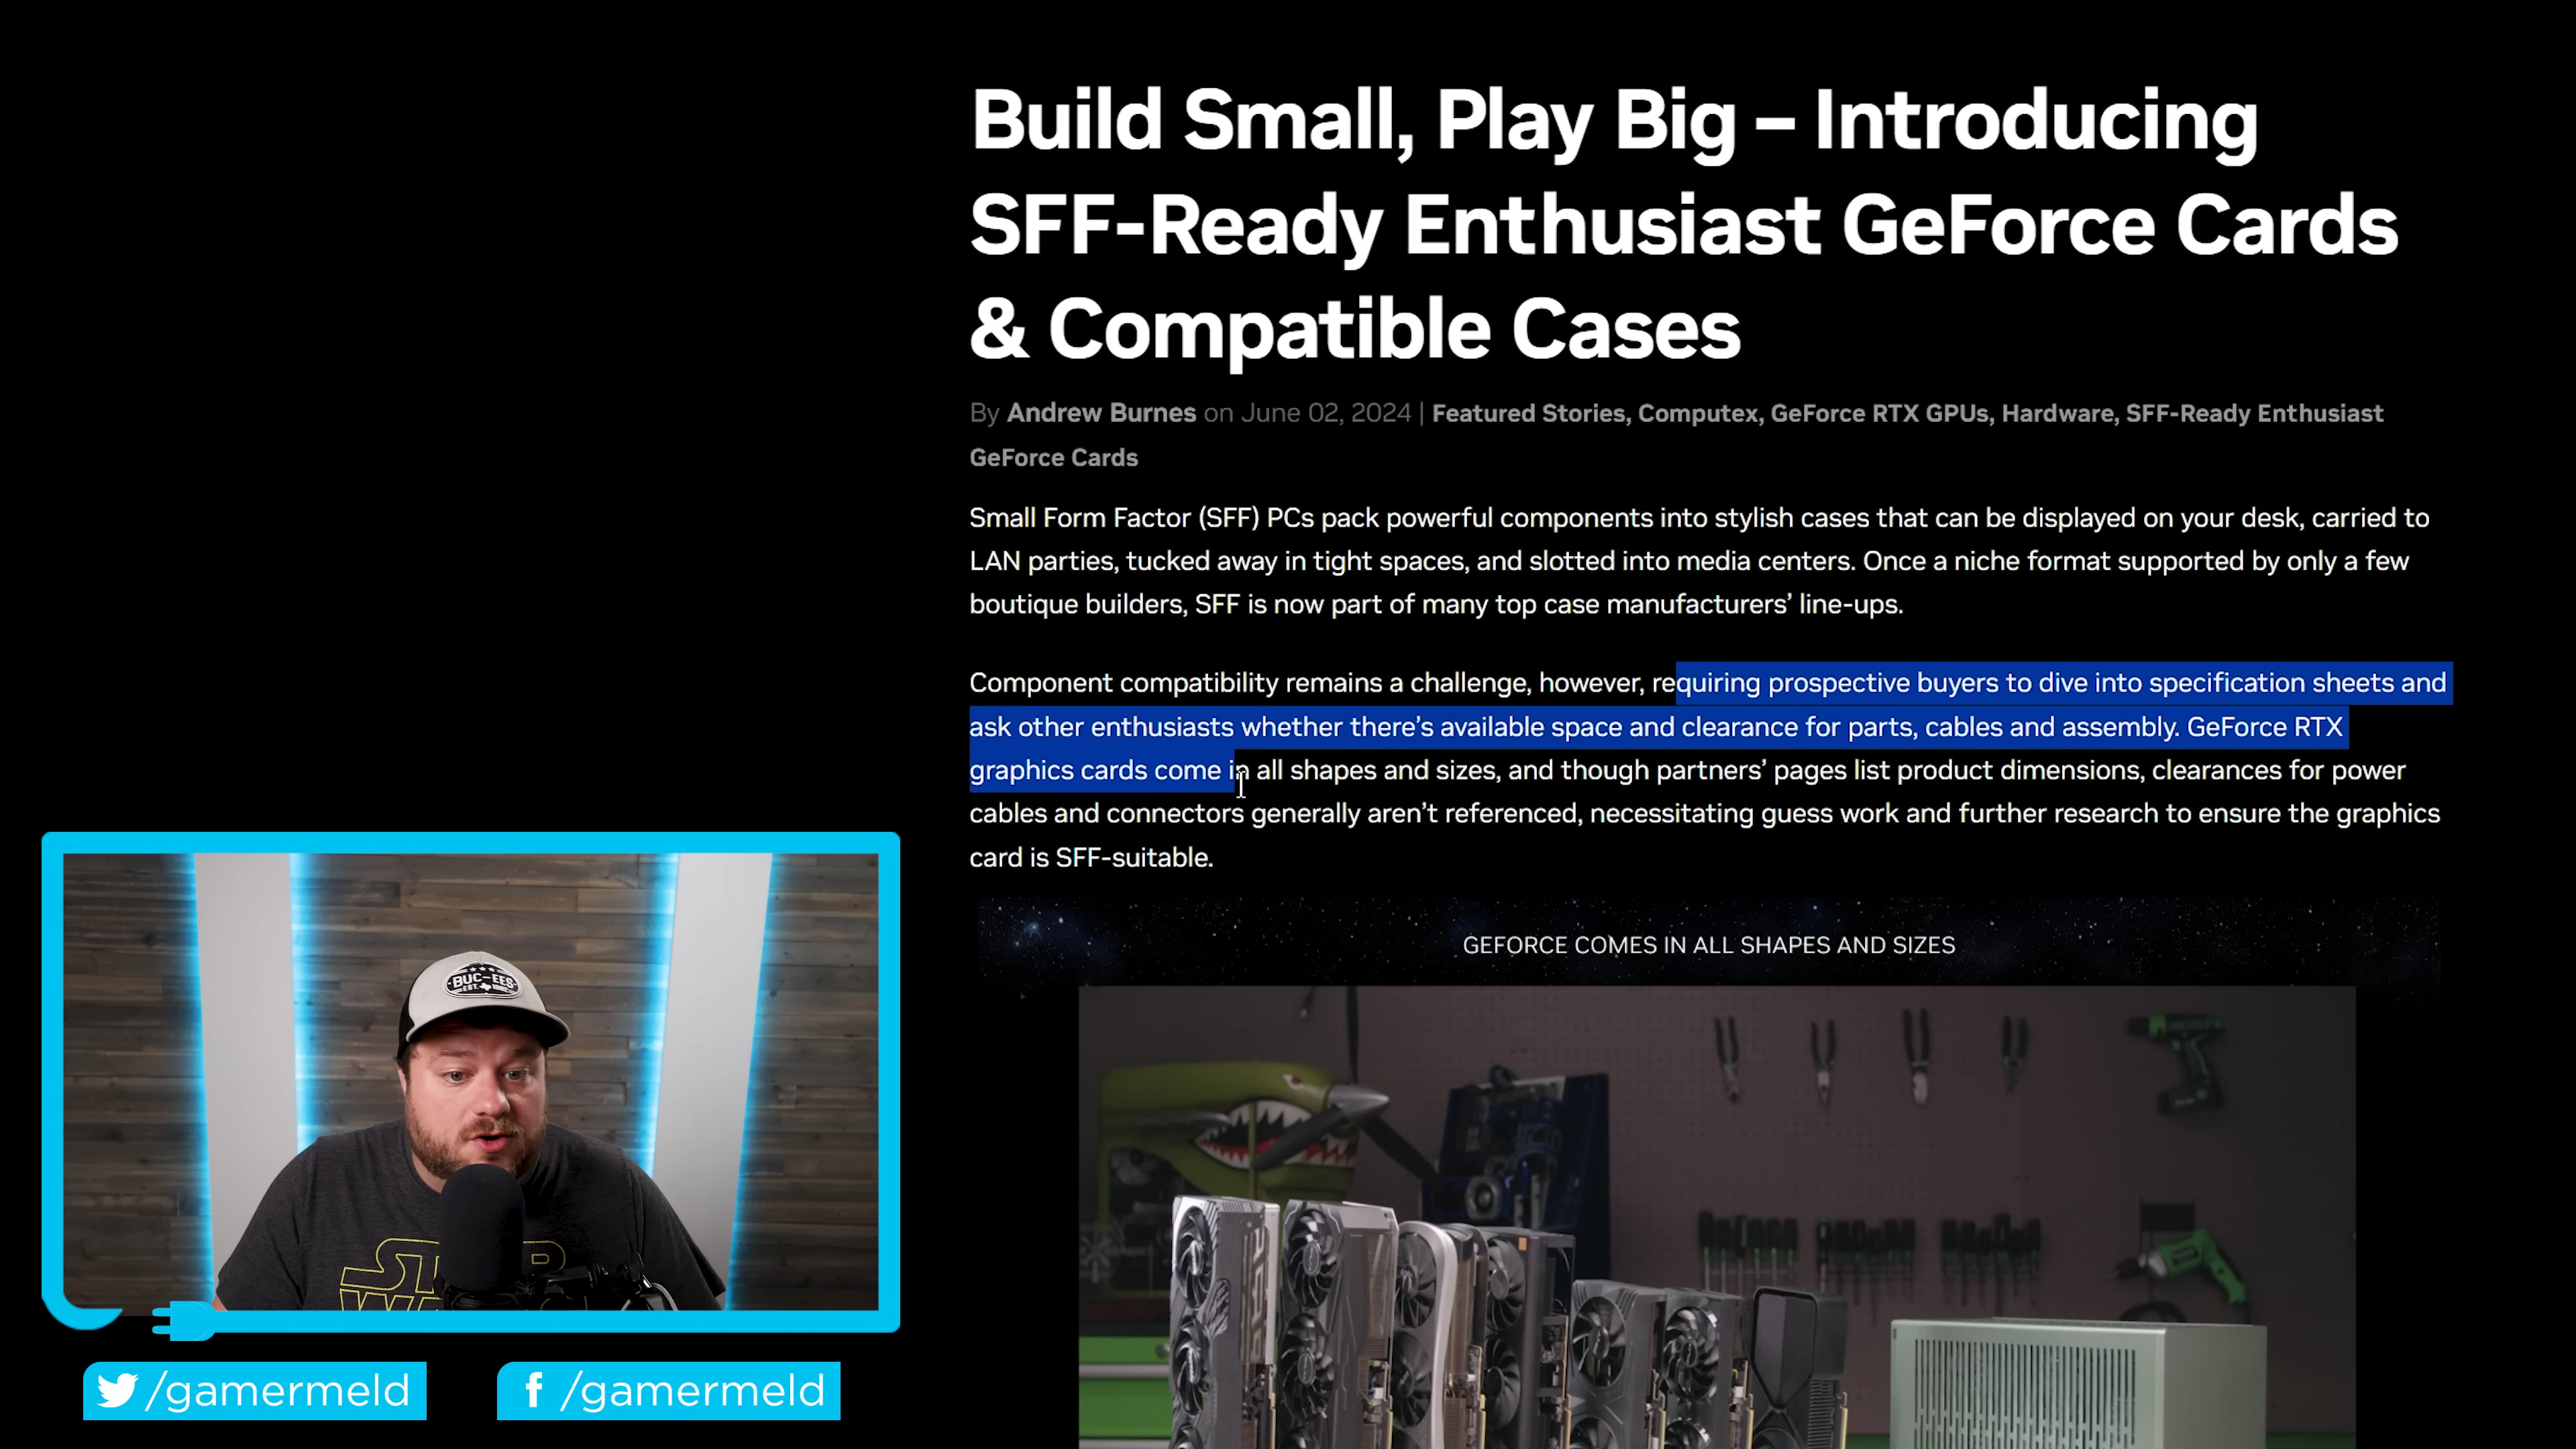 Build Small, Play Big – Introducing
SFF-Ready Enthusiast GeForce Cards
& Compatible Cases
By Andrew Burnes on June 02, 2024 | Featured Stories, Computex, GeForce RTX GPUs, Hardware, SFF-Ready Enthusiast
GeForce Cards
Small Form Factor (SFF) PCs pack powerful components into stylish cases that can be displayed on your desk, carried to
LAN parties, tucked away in tight spaces, and slotted into media centers. Once a niche format supported by only a few
boutique builders, SFF is now part of many top case manufacturers’ line-ups.
Component compatibility remains a challenge, however, requiring prospective buyers to dive into specification sheets and
ask other enthusiasts whether there’s available space and clearance for parts, cables and assembly. GeForce RTX
graphics cards come in all shapes and sizes, and though partners’ pages list product dimensions, clearances for power
cables and connectors generally aren’t referenced, necessitating guess work and further research to ensure the graphics
card is SFF-suitable.
GEFORCE COMES IN ALL SHAPES AND SIZES
BUC-EES
EST.
/gamermeld
/gamermeld